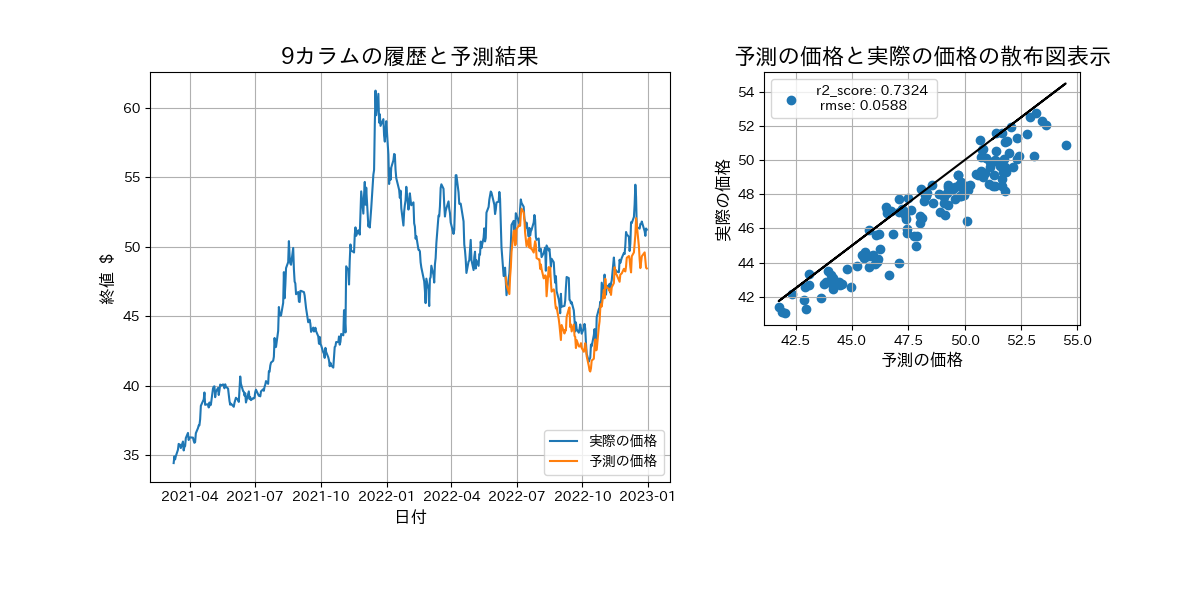 9カラムの履歴と予測結果
終値 $
60
55
50
45
40
35
2021-04 2021-07 2021-10 2022-01 2022-04 2022-07 2022-10 2023-01
日付
実際の価格
予測の価格
予測の価格と実際の価格の散布図表示
実際の価格
54
52
50
48
46
44
42
r2_score: 0.7324
rmse: 0.0588
42.5 45.0 47.5 50.0 52.5 55.0
予測の価格